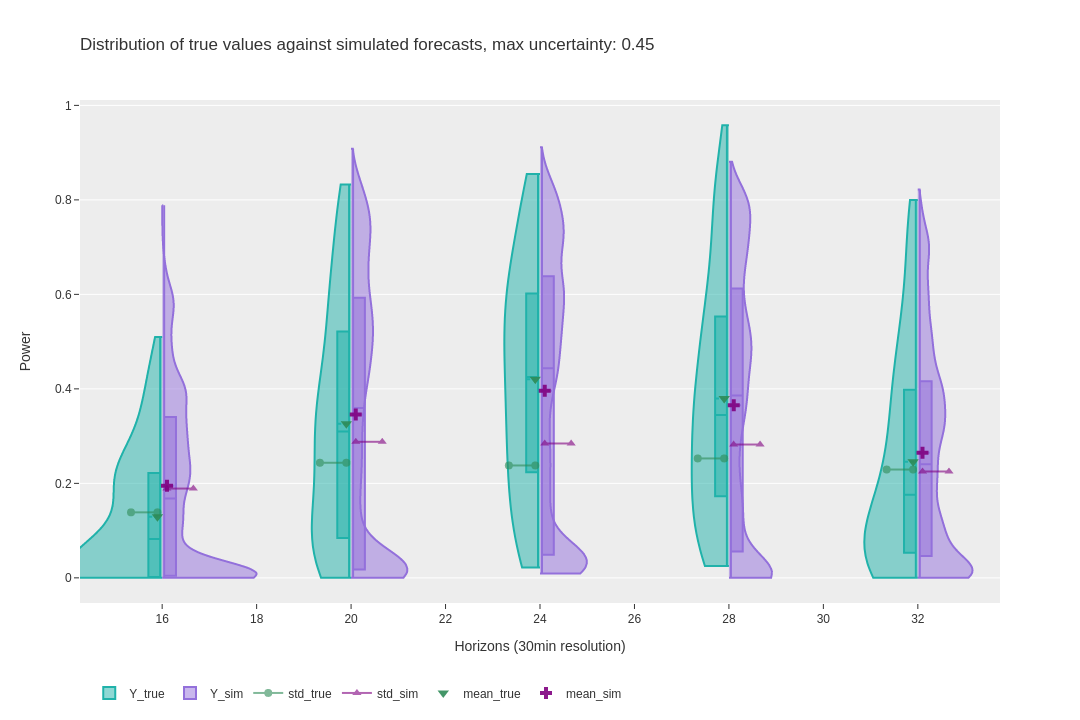 Distribution of true values against simulated forecasts, max uncertainty: 0.45
1
0.8
0.6
0.4
0.2
0
Power
16 18 20 22 24 26 28 30 32
Horizons (30min resolution)
Y_true Y_sim std_true std_sim mean_true mean_sim